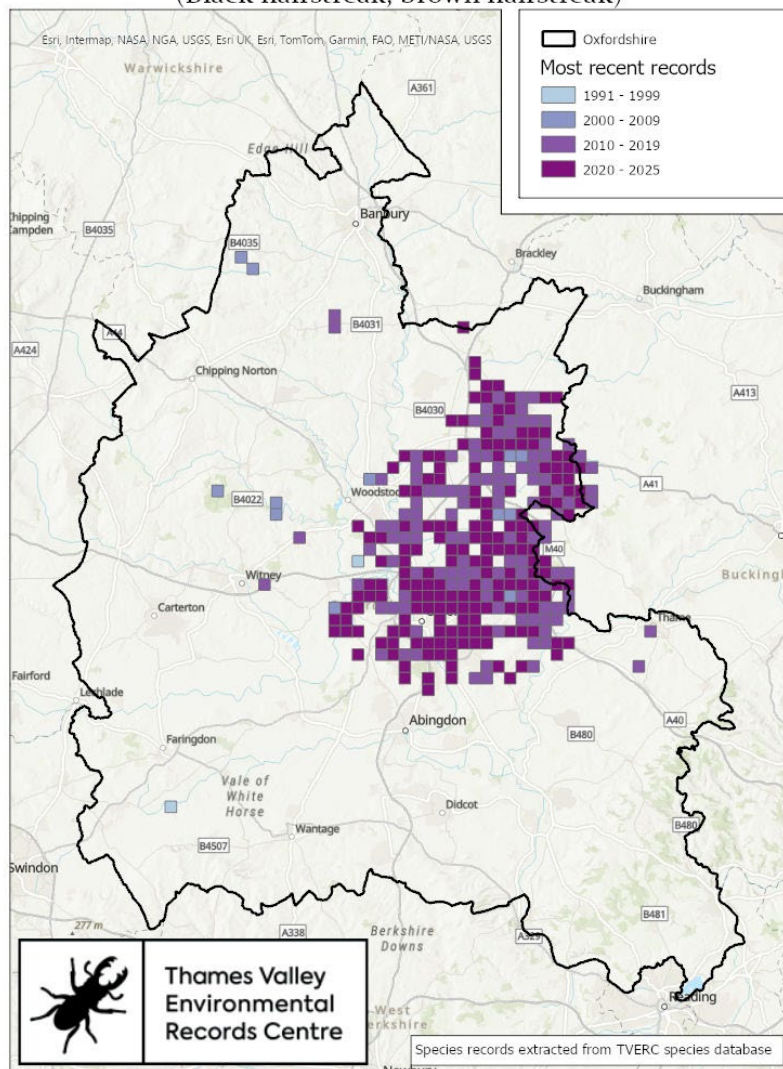 (Black hairstreak, brown hairstreak)
Esri, Intermap, NASA, NGA, USGS, Esri UK, Esri, TomTom, Garmin, FAO, METI/NASA, USGS
Oxfordshire
Most recent records
1991 - 1999
2000 - 2009
2010 - 2019
2020 - 2025
Warwickshire
A361
Edge Hill
Chipping
Campden
B4035
Banbury
B4035
Brackley
Buckingham
A44
B4031
A424
Chipping Norton
A413
B4030
B4022
Woodstock
A41
M40
Witney
Buckingh
Carterton
Thame
Fairford
Lechlade
A40
Abingdon
B480
Faringdon
Vale of
White
Horse
Didcot
B480
Wantage
B4507
Swindon
B481
277 m
A338
Berkshire
Downs
A329
Reading
West
erkshire
Newbury
Thames Valley
Environmental
Records Centre
Species records extracted from TVERC species database